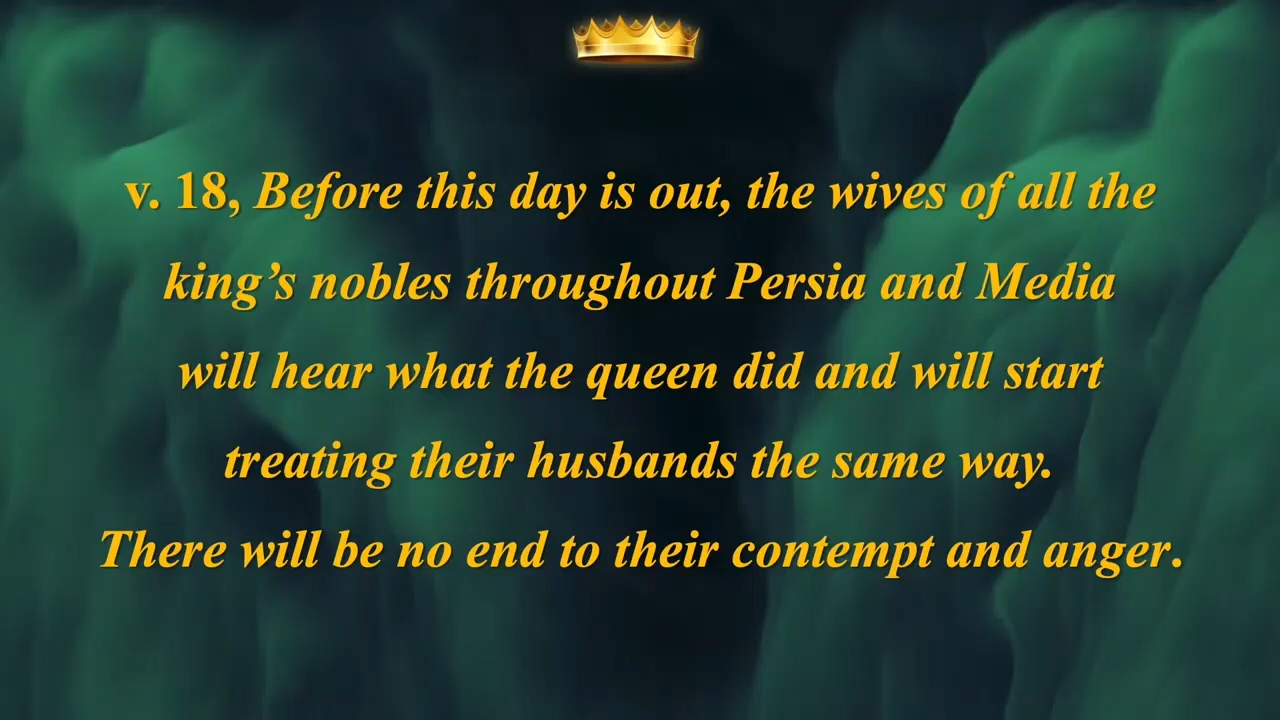 v. 18, Before this day is out, the wives of all the
king’s nobles throughout Persia and Media
will hear what the queen did and will start
treating their husbands the same way.
There will be no end to their contempt and anger.